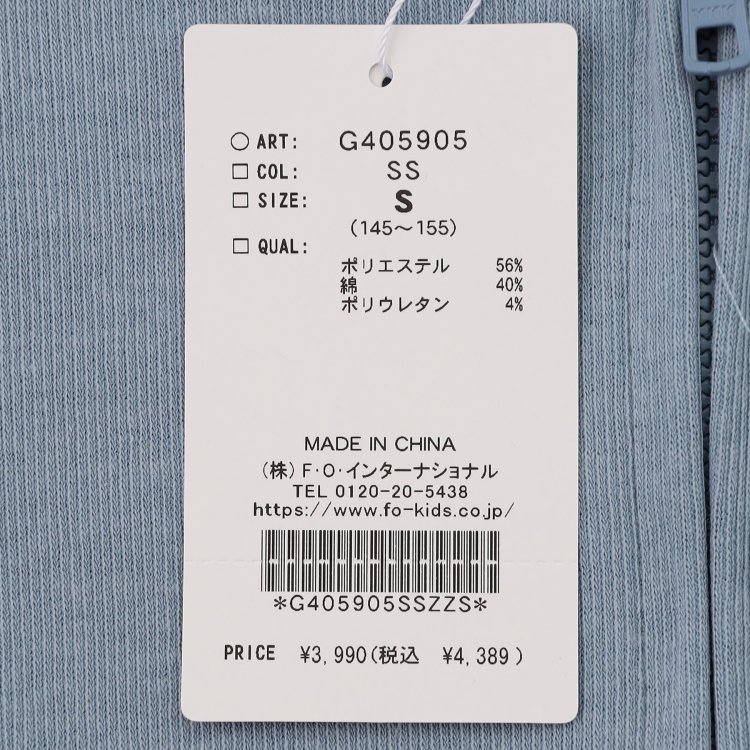 ○ ART: G405905
□ COL: SS
□ SIZE: S
(145～155)
□ QUAL:
ポリエステル 56%
綿 40%
ポリウレタン 4%
MADE IN CHINA
(株)F·O·インターナショナル
TEL 0120-20-5438
https://www.fo-kids.co.jp/
*G405905SSZZS*
PRICE ¥3,990(税込 ¥4,389)